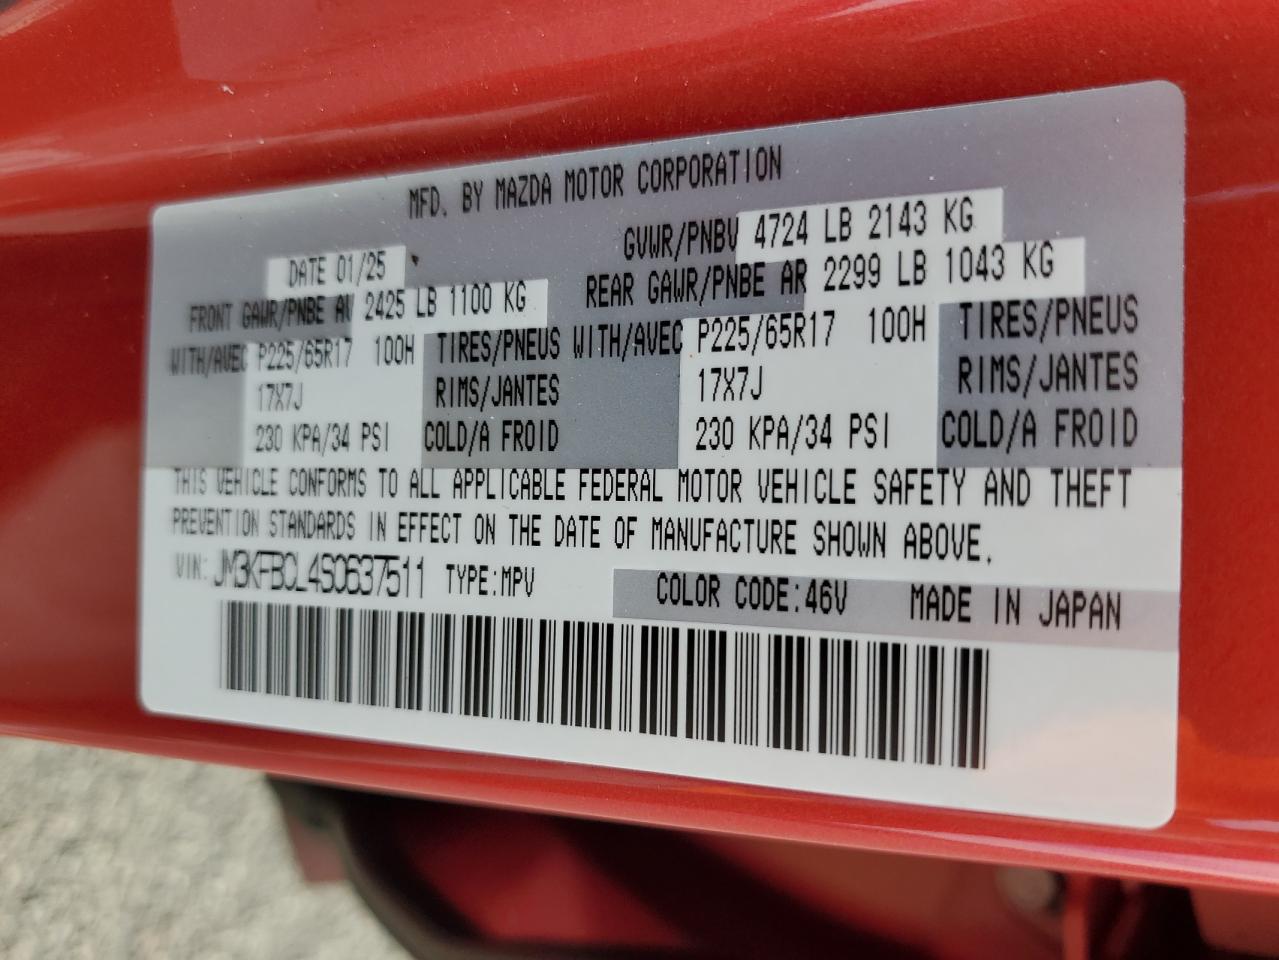 MFD. BY MAZDA MOTOR CORPORATION
DATE 01/25 GVWR/PNBV 4724 LB 2143 KG
FRONT GAWR/PNBE AV 2425 LB 1100 KG REAR GAWR/PNBE AR 2299 LB 1043 KG
WITH/AVEC P225/65R17 100H TIRES/PNEUS WITH/AVEC P225/65R17 100H TIRES/PNEUS
17X7J RIMS/JANTES 17X7J RIMS/JANTES
230 KPA/34 PSI COLD/A FROID 230 KPA/34 PSI COLD/A FROID
THIS VEHICLE CONFORMS TO ALL APPLICABLE FEDERAL MOTOR VEHICLE SAFETY AND THEFT
PREVENTION STANDARDS IN EFFECT ON THE DATE OF MANUFACTURE SHOWN ABOVE.
VIN: JM3KFBCL4S0637511 TYPE:MPV COLOR CODE:46V MADE IN JAPAN